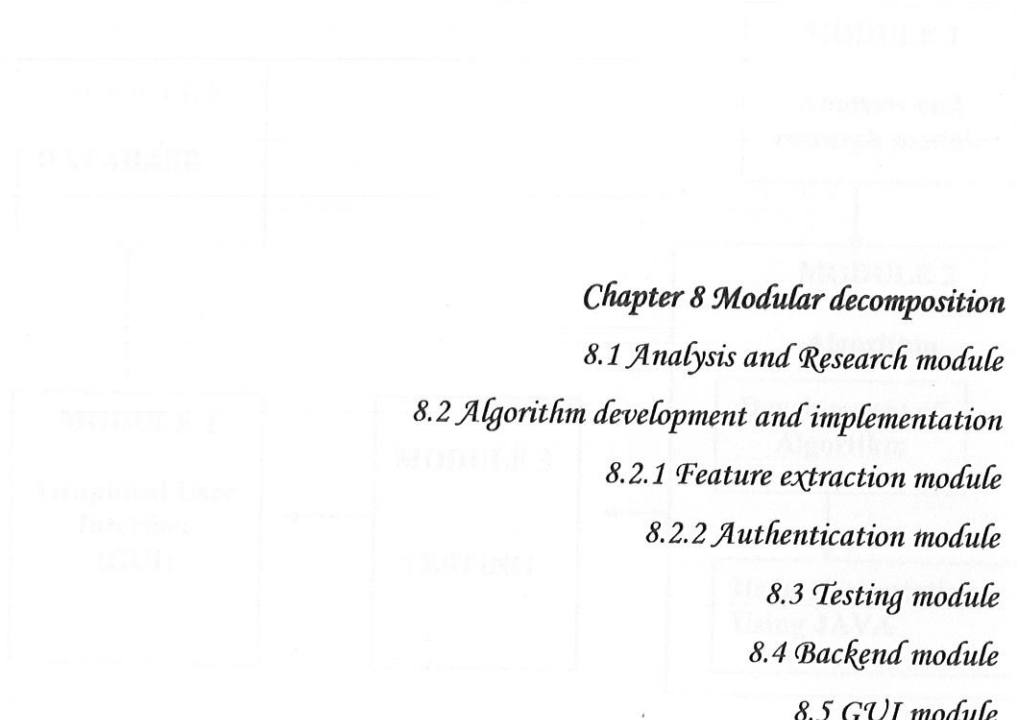 Chapter 8 Modular decomposition
8.1 Analysis and Research module
8.2 Algorithm development and implementation
8.2.1 Feature extraction module
8.2.2 Authentication module
8.3 Testing module
8.4 Backend module
8.5 GUI module